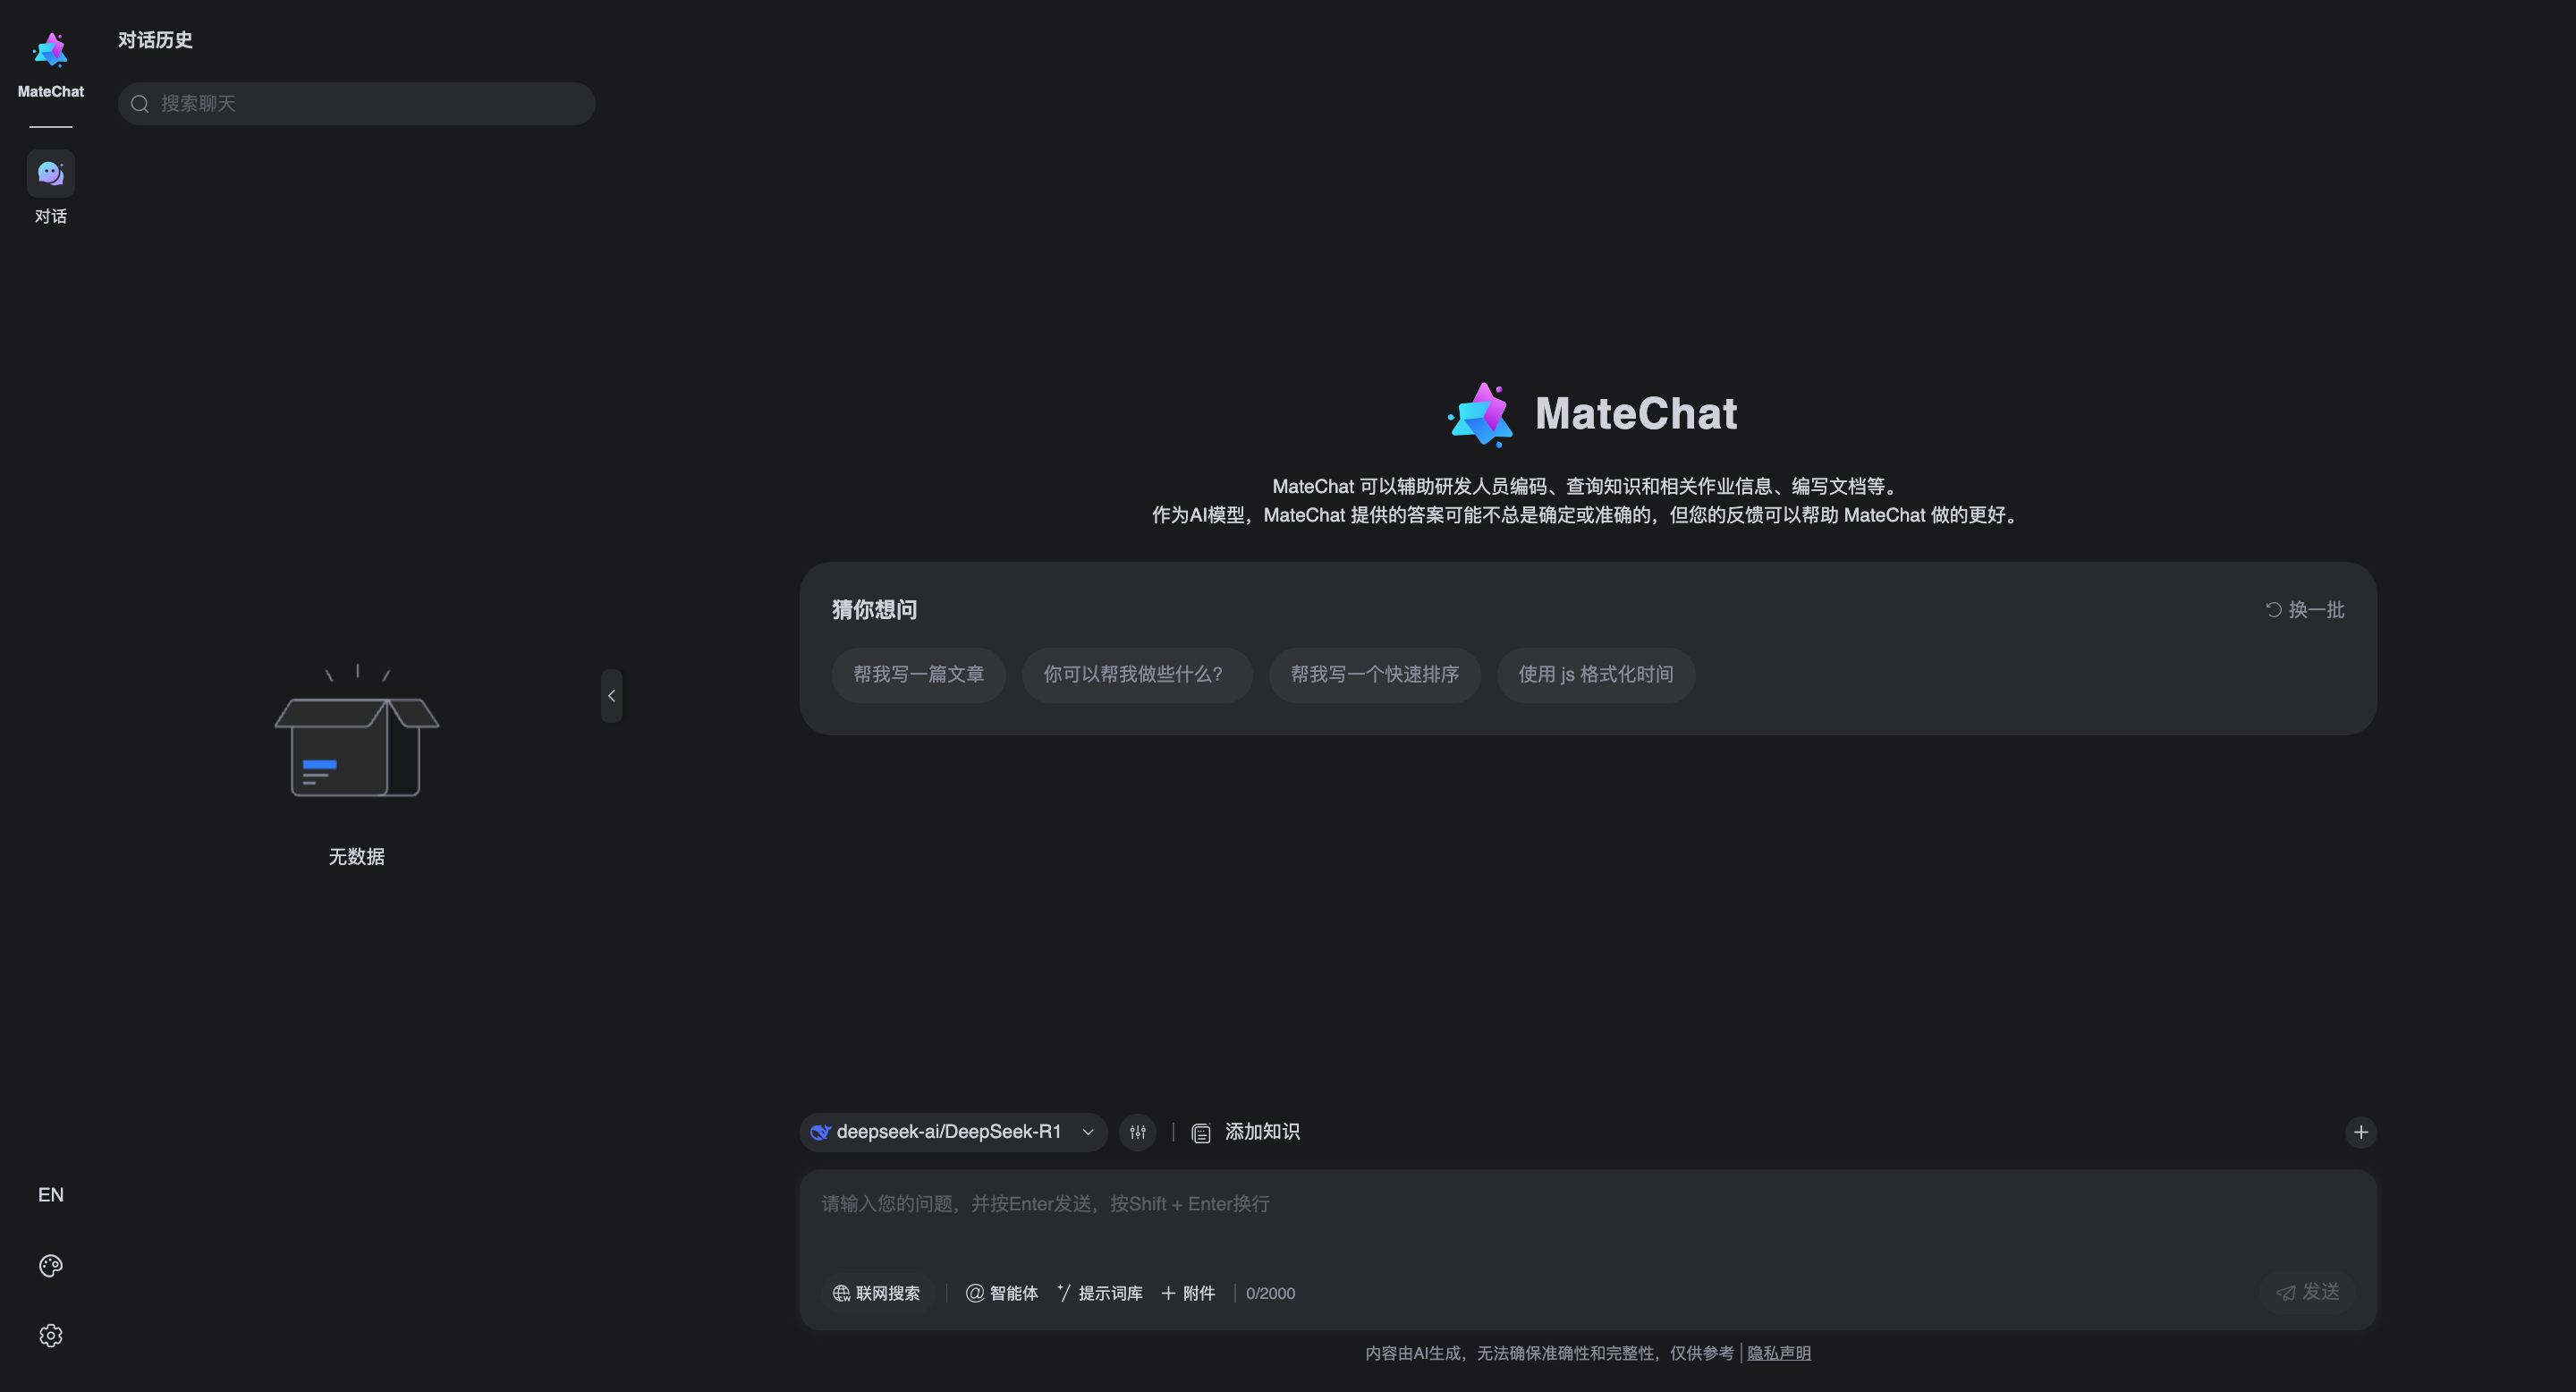 MateChat
对话
EN
对话历史
搜索聊天
无数据
MateChat
MateChat 可以辅助研发人员编码、查询知识和相关作业信息、编写文档等。
作为AI模型，MateChat 提供的答案可能不总是确定或准确的，但您的反馈可以帮助 MateChat 做的更好。
猜你想问 换一批
帮我写一篇文章 你可以帮我做些什么? 帮我写一个快速排序 使用 js 格式化时间
deepseek-ai/DeepSeek-R1 | 添加知识
请输入您的问题，并按Enter发送，按Shift + Enter换行
联网搜索 | 智能体 提示词库 附件 | 0/2000 发送
内容由AI生成，无法确保准确性和完整性，仅供参考 | 隐私声明